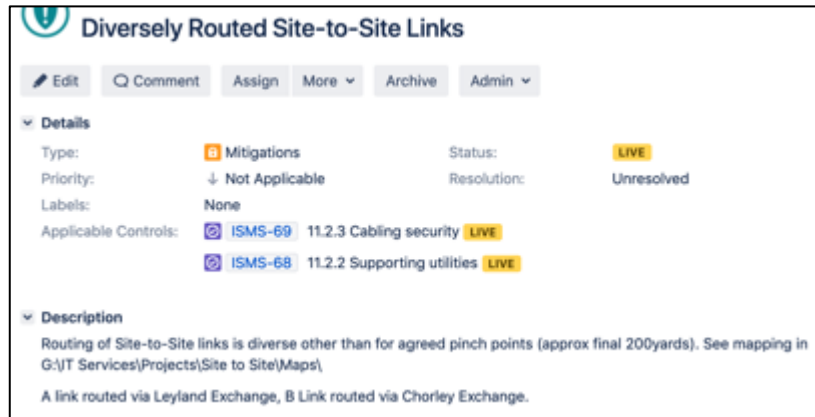 Diversely Routed Site-to-Site Links
Edit Comment Assign More Archive Admin
Details
Type: Mitigations Status: LIVE
Priority: Not Applicable Resolution: Unresolved
Labels: None
Applicable Controls: ISMS-69 11.2.3 Cabling security LIVE
ISMS-68 11.2.2 Supporting utilities LIVE
Description
Routing of Site-to-Site links is diverse other than for agreed pinch points (approx final 200yards). See mapping in
G:\IT Services\Projects\Site to Site\Maps\
A link routed via Leyland Exchange, B Link routed via Chorley Exchange.